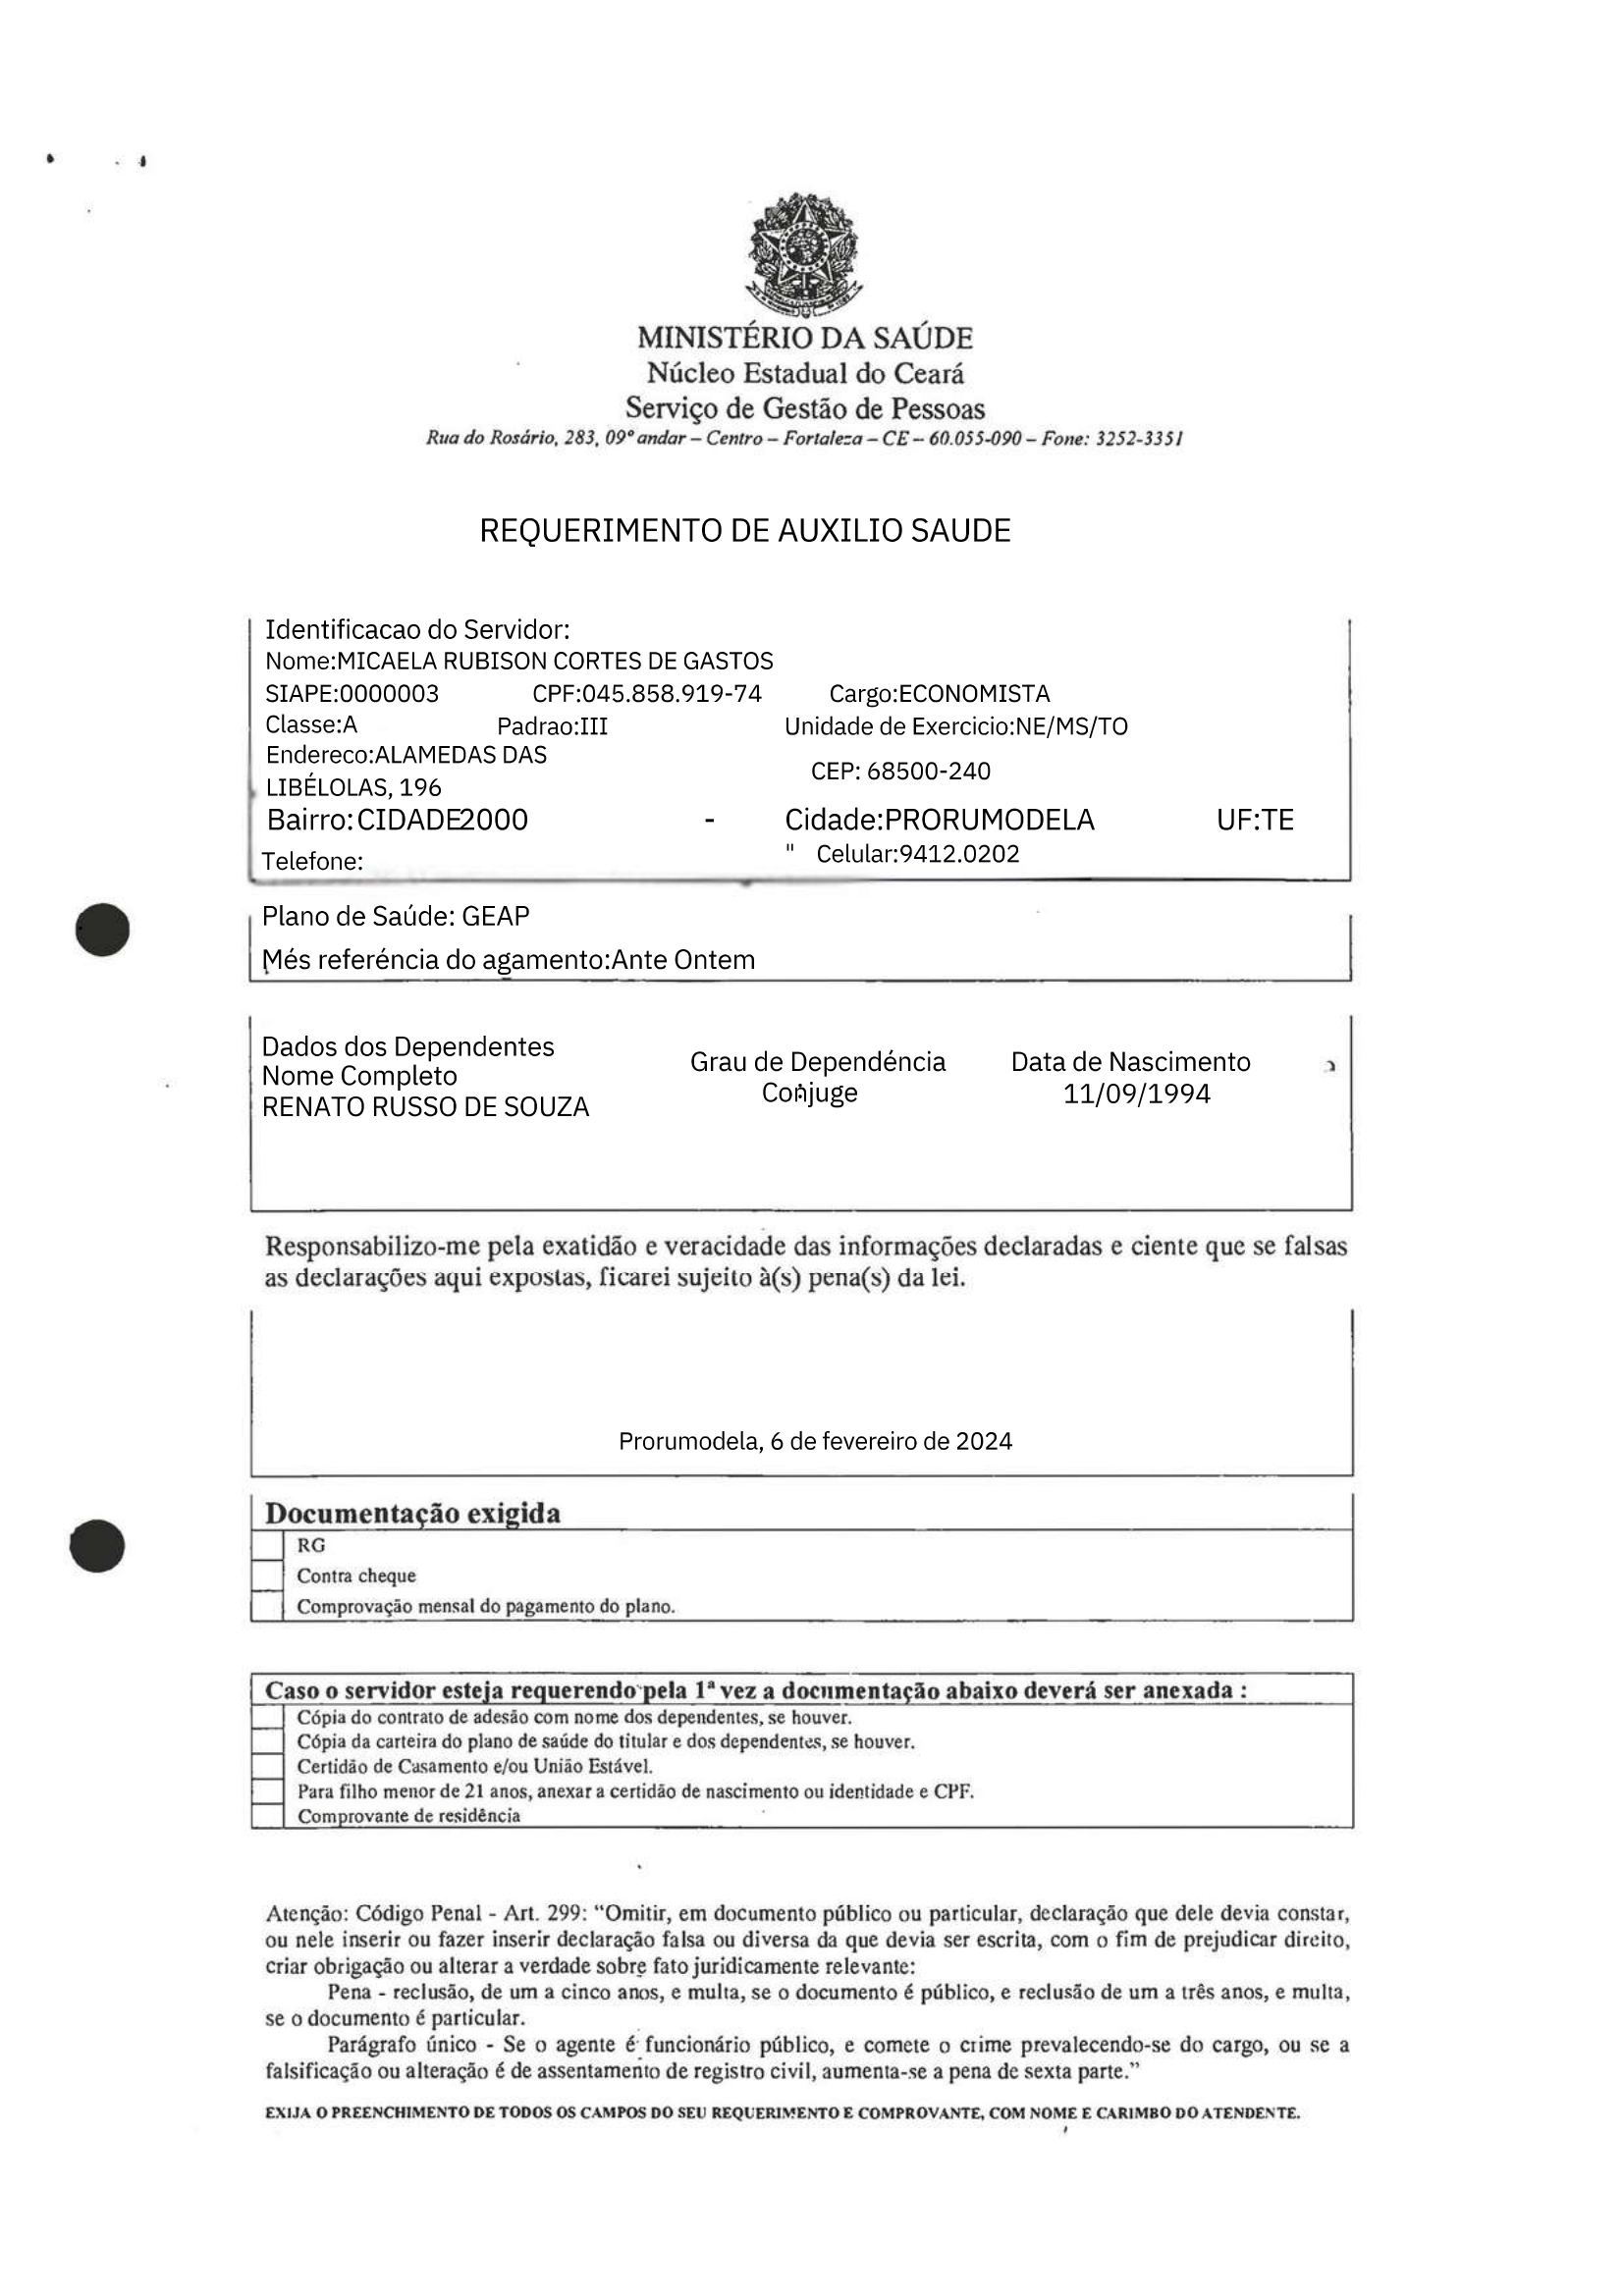 MINISTÉRIO DA SAÚDE
Núcleo Estadual do Ceará
Serviço de Gestão de Pessoas
Rua do Rosário, 283, 09º andar – Centro – Fortaleza – CE – 60.055-090 – Fone: 3252-3351
REQUERIMENTO DE AUXILIO SAUDE
Identificacao do Servidor:
Nome:MICAELA RUBISON CORTES DE GASTOS
SIAPE:0000003 CPF:045.858.919-74 Cargo:ECONOMISTA
Classe:A Padrao:III Unidade de Exercicio:NE/MS/TO
Endereco:ALAMEDAS DAS
LIBÉLOLAS, 196 CEP: 68500-240
Bairro:CIDADE2000 - Cidade:PRORUMODELA UF:TE
Telefone: " Celular:9412.0202
Plano de Saúde: GEAP
Més referéncia do agamento:Ante Ontem
Dados dos Dependentes
Nome Completo Grau de Dependéncia Data de Nascimento
RENATO RUSSO DE SOUZA Conjuge 11/09/1994
Responsabilizo-me pela exatidão e veracidade das informações declaradas e ciente que se falsas
as declarações aqui expostas, ficarei sujeito à(s) pena(s) da lei.
Prorumodela, 6 de fevereiro de 2024
Documentação exigida
RG
Contra cheque
Comprovação mensal do pagamento do plano.
Caso o servidor esteja requerendo pela 1ª vez a documentação abaixo deverá ser anexada :
Cópia do contrato de adesão com nome dos dependentes, se houver.
Cópia da carteira do plano de saúde do titular e dos dependentes, se houver.
Certidão de Casamento e/ou União Estável.
Para filho menor de 21 anos, anexar a certidão de nascimento ou identidade e CPF.
Comprovante de residência
Atenção: Código Penal - Art. 299: “Omitir, em documento público ou particular, declaração que dele devia constar,
ou nele inserir ou fazer inserir declaração falsa ou diversa da que devia ser escrita, com o fim de prejudicar direito,
criar obrigação ou alterar a verdade sobre fato juridicamente relevante:
Pena - reclusão, de um a cinco anos, e multa, se o documento é público, e reclusão de um a três anos, e multa,
se o documento é particular.
Parágrafo único - Se o agente é funcionário público, e comete o crime prevalecendo-se do cargo, ou se a
falsificação ou alteração é de assentamento de registro civil, aumenta-se a pena de sexta parte.”
EXIJA O PREENCHIMENTO DE TODOS OS CAMPOS DO SEU REQUERIMENTO E COMPROVANTE, COM NOME E CARIMBO DO ATENDENTE.